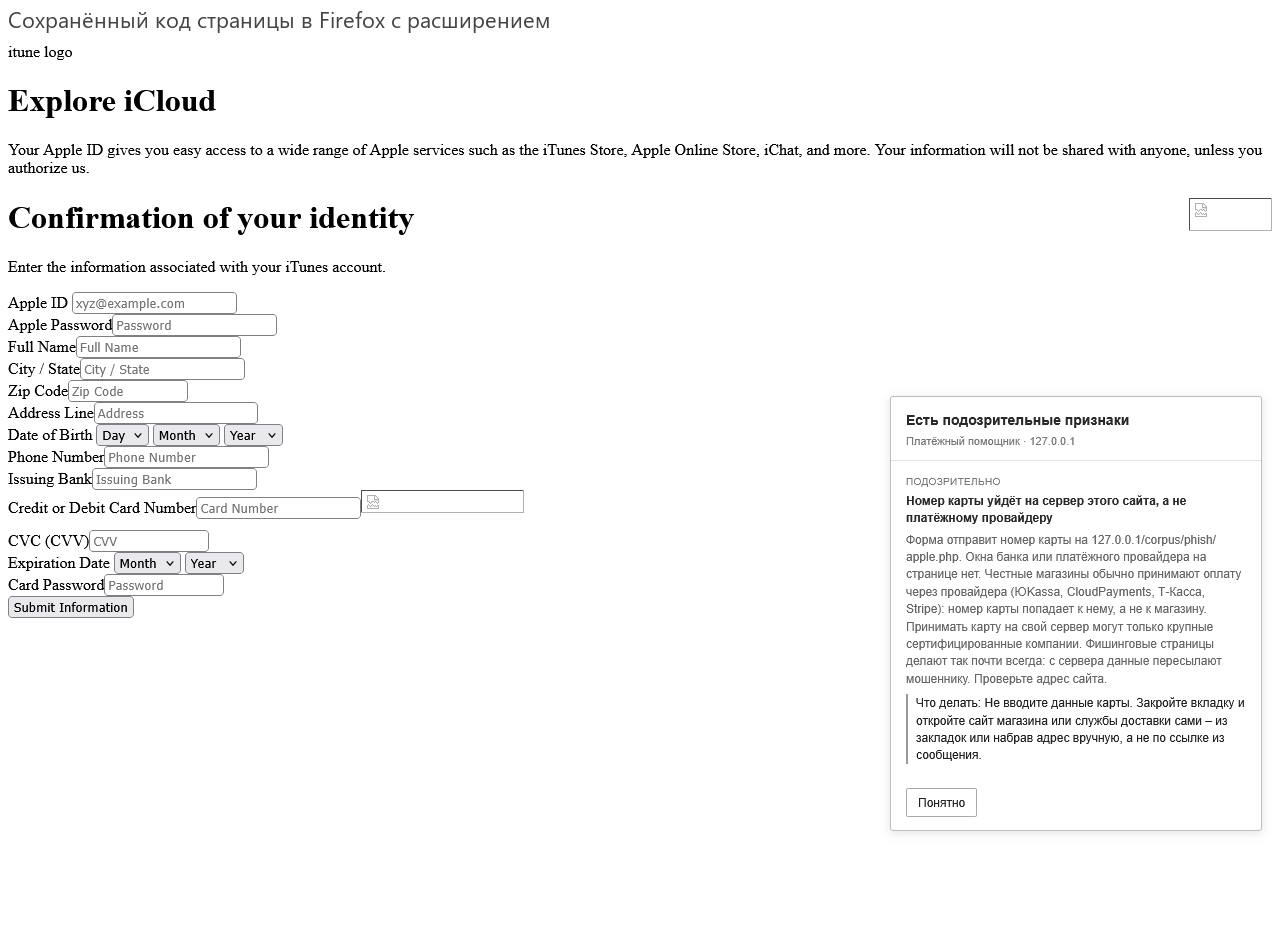 Сохранённый код страницы в Firefox с расширением
itune logo
Explore iCloud
Your Apple ID gives you easy access to a wide range of Apple services such as the iTunes Store, Apple Online Store, iChat, and more. Your information will not be shared with anyone, unless you
authorize us.
Confirmation of your identity
Enter the information associated with your iTunes account.
Apple ID xyz@example.com
Apple Password Password
Full Name Full Name
City / State City / State
Zip Code Zip Code
Address Line Address
Date of Birth Day Month Year
Phone Number Phone Number
Issuing Bank Issuing Bank
Credit or Debit Card Number Card Number
CVC (CVV) CVV
Expiration Date Month Year
Card Password Password
Submit Information
Есть подозрительные признаки
Платёжный помощник · 127.0.0.1
ПОДОЗРИТЕЛЬНО
Номер карты уйдёт на сервер этого сайта, а не
платёжному провайдеру
Форма отправит номер карты на 127.0.0.1/corpus/phish/
apple.php. Окна банка или платёжного провайдера на
странице нет. Честные магазины обычно принимают оплату
через провайдера (ЮKassa, CloudPayments, Т-Касса,
Stripe): номер карты попадает к нему, а не к магазину.
Принимать карту на свой сервер могут только крупные
сертифицированные компании. Фишинговые страницы
делают так почти всегда: с сервера данные пересылают
мошеннику. Проверьте адрес сайта.
Что делать: Не вводите данные карты. Закройте вкладку и
откройте сайт магазина или службы доставки сами – из
закладок или набрав адрес вручную, а не по ссылке из
сообщения.
Понятно